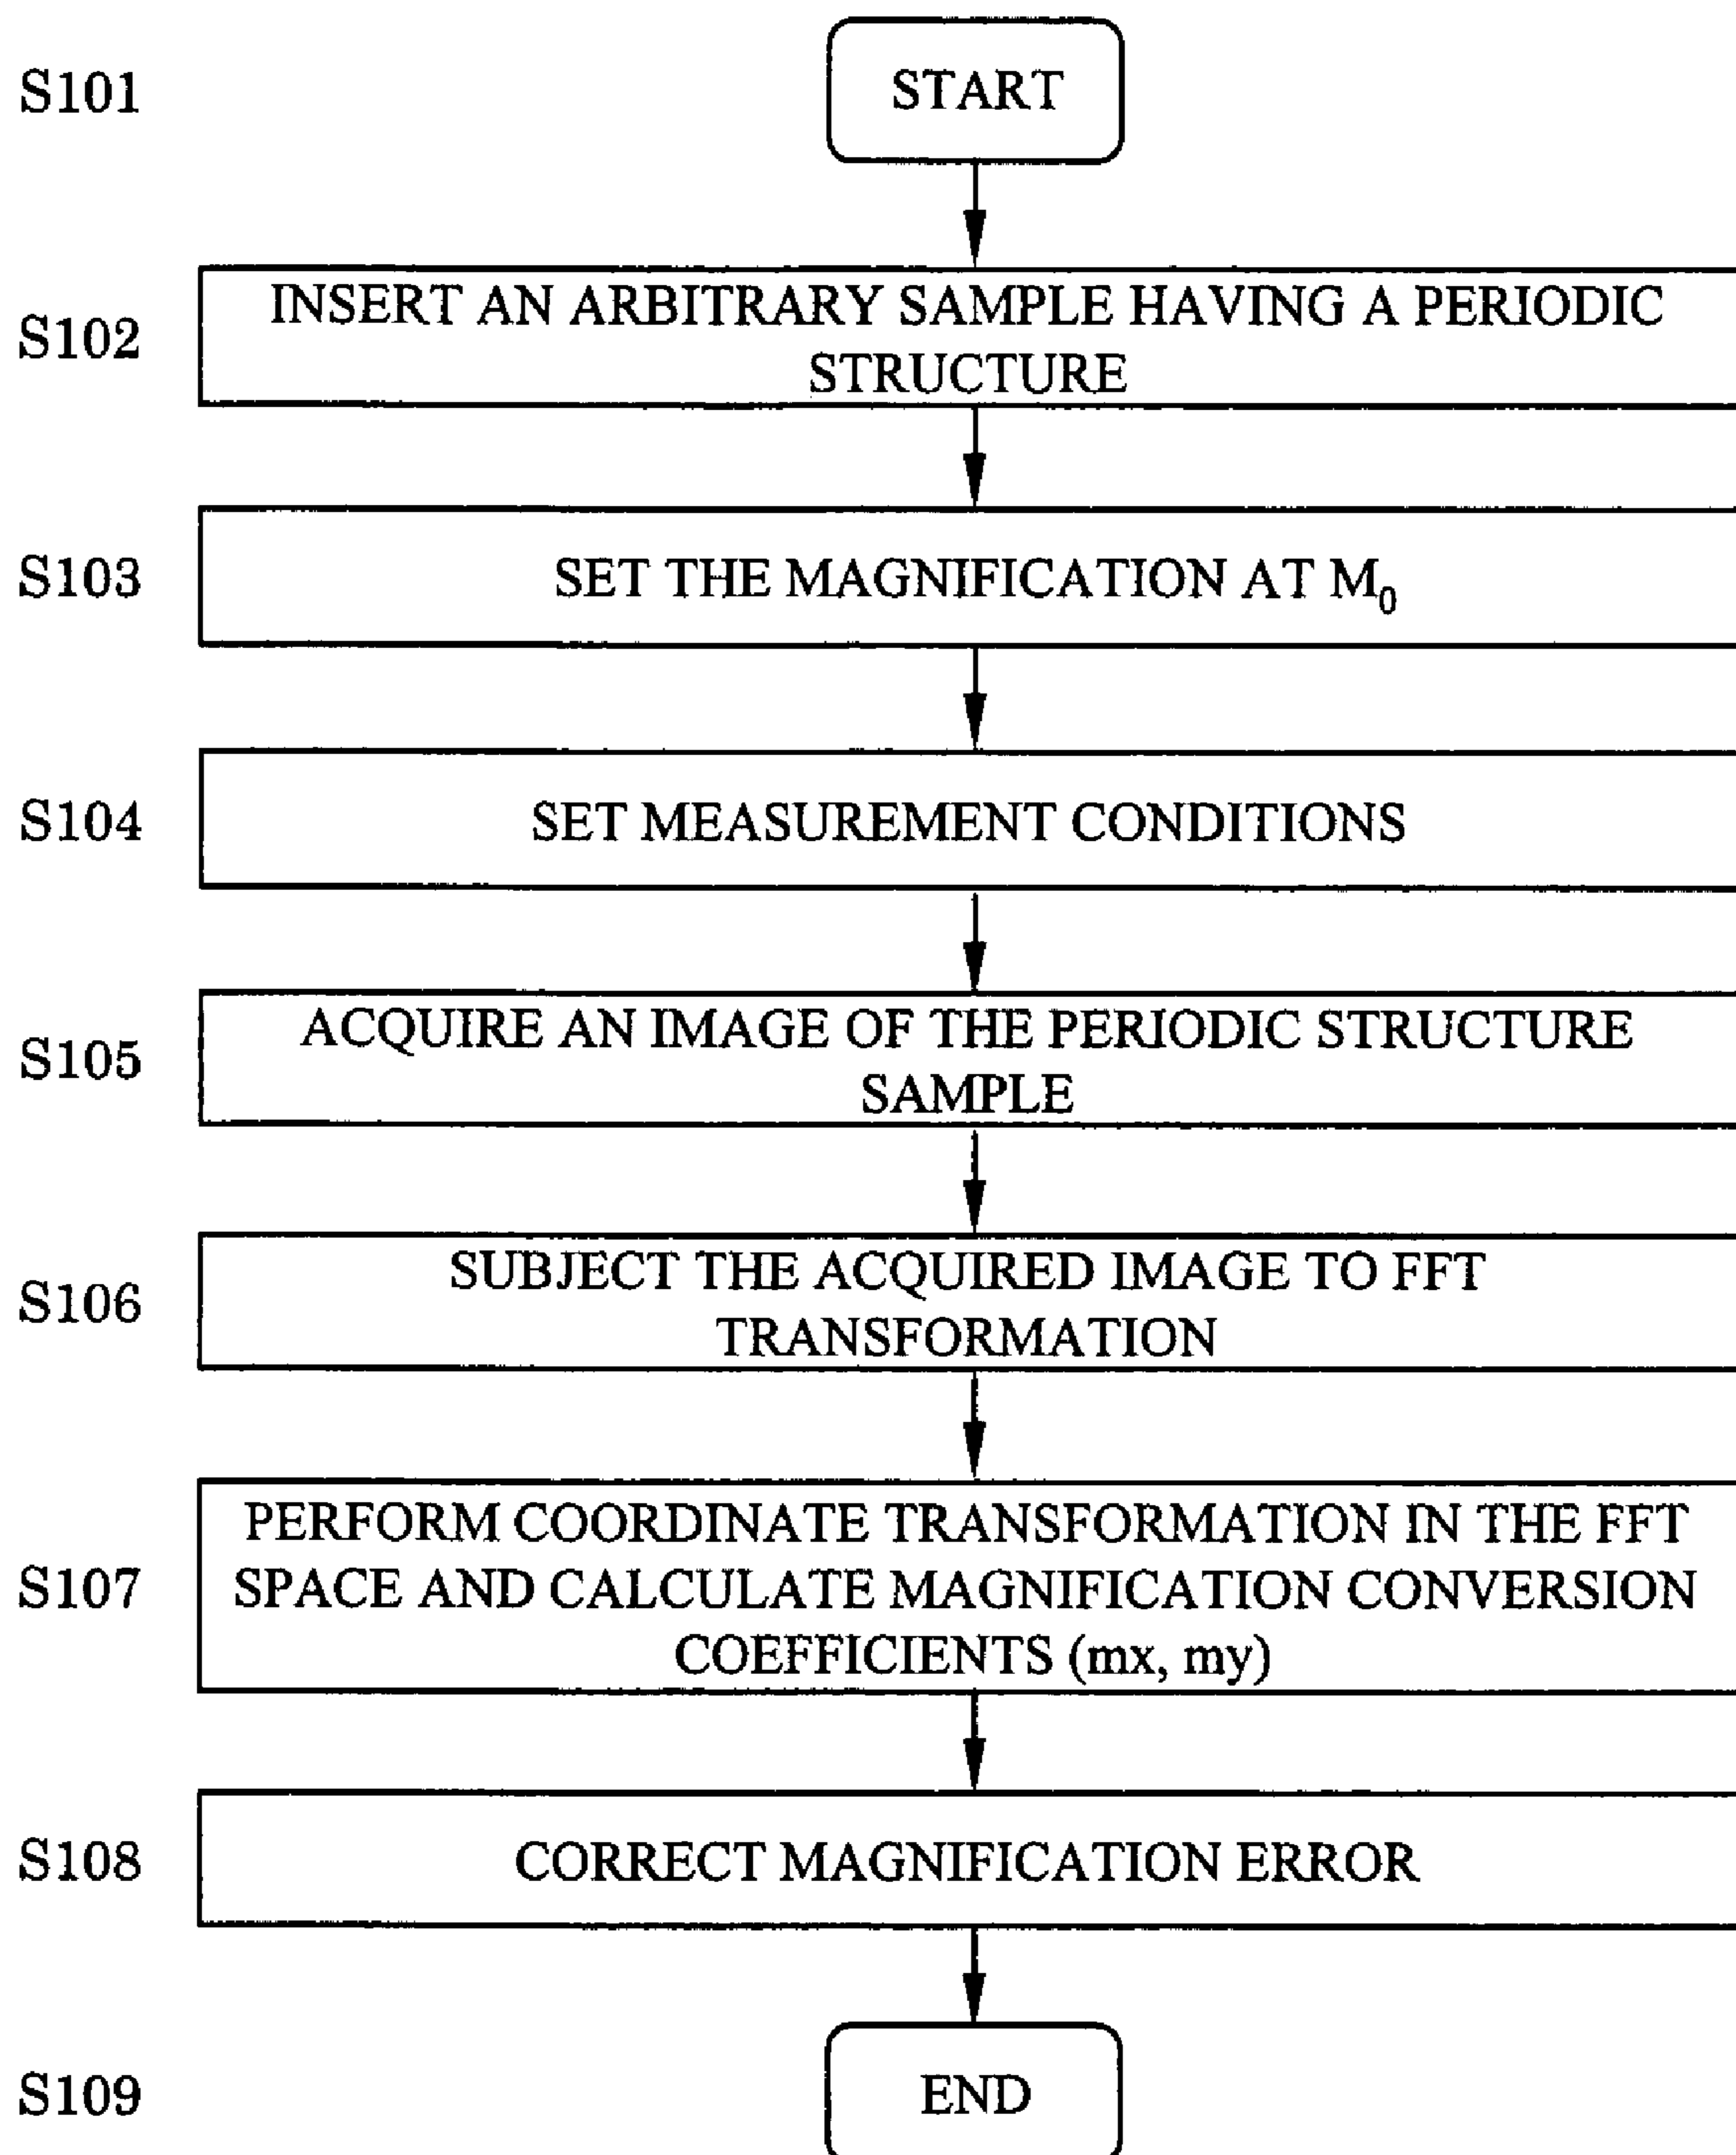 S101
START
S102
INSERT AN ARBITRARY SAMPLE HAVING A PERIODIC
STRUCTURE
S103
SET THE MAGNIFICATION AT M₀
S104
SET MEASUREMENT CONDITIONS
S105
ACQUIRE AN IMAGE OF THE PERIODIC STRUCTURE
SAMPLE
S106
SUBJECT THE ACQUIRED IMAGE TO FFT
TRANSFORMATION
S107
PERFORM COORDINATE TRANSFORMATION IN THE FFT
SPACE AND CALCULATE MAGNIFICATION CONVERSION
COEFFICIENTS (mx, my)
S108
CORRECT MAGNIFICATION ERROR
S109
END